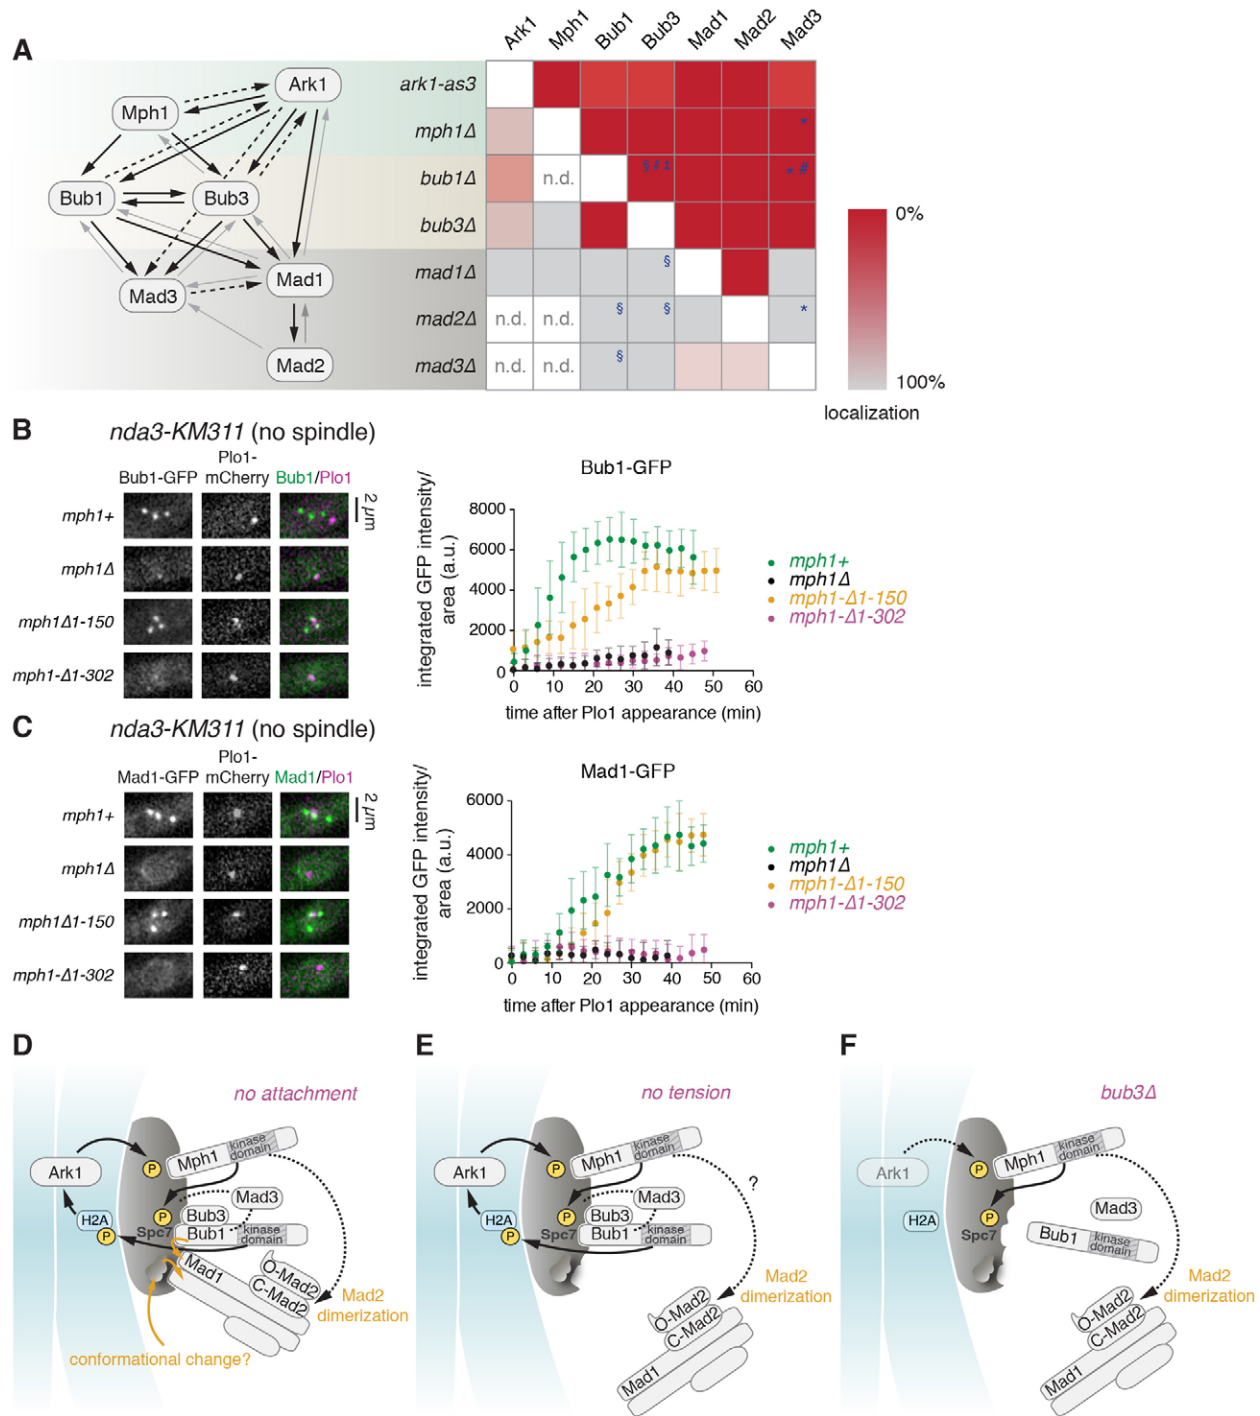 A
Ark1 Mph1 Bub1 Bub3 Mad1 Mad2 Mad3
Ark1
Mph1
Bub1
Bub3
Mad3
Mad1
Mad2
ark1-as3
mph1Δ *
bub1Δ n.d. § # ‡ * #
bub3Δ
mad1Δ §
mad2Δ n.d. n.d. § § *
mad3Δ n.d. n.d. §
0%
100%
localization
B
nda3-KM311 (no spindle)
Plo1-
Bub1-GFP mCherry Bub1/Plo1
mph1+
mph1Δ
mph1Δ1-150
mph1-Δ1-302
2 µm
Bub1-GFP
integrated GFP intensity/
area (a.u.)
8000
6000
4000
2000
0
0 10 20 30 40 50 60
time after Plo1 appearance (min)
mph1+
mph1Δ
mph1-Δ1-150
mph1-Δ1-302
C
nda3-KM311 (no spindle)
Plo1-
Mad1-GFP mCherry Mad1/Plo1
mph1+
mph1Δ
mph1Δ1-150
mph1-Δ1-302
2 µm
Mad1-GFP
integrated GFP intensity/
area (a.u.)
6000
4000
2000
0
0 10 20 30 40 50 60
time after Plo1 appearance (min)
mph1+
mph1Δ
mph1-Δ1-150
mph1-Δ1-302
D
no attachment
Ark1
P
Mph1 kinase
domain
Mad3
H2A
P
P
Bub3
Spc7
Bub1 kinase
domain
Mad1
O-Mad2
C-Mad2
Mad2
dimerization
conformational change?
E
no tension
Ark1
P
Mph1 kinase
domain
?
Mad3
H2A
P
P
Bub3
Spc7
Bub1 kinase
domain
Mad2
dimerization
O-Mad2
C-Mad2
Mad1
F
bub3Δ
Ark1
P
Mph1 kinase
domain
Mad3
H2A
P
Spc7
Bub1 kinase
domain
Mad2
dimerization
O-Mad2
C-Mad2
Mad1